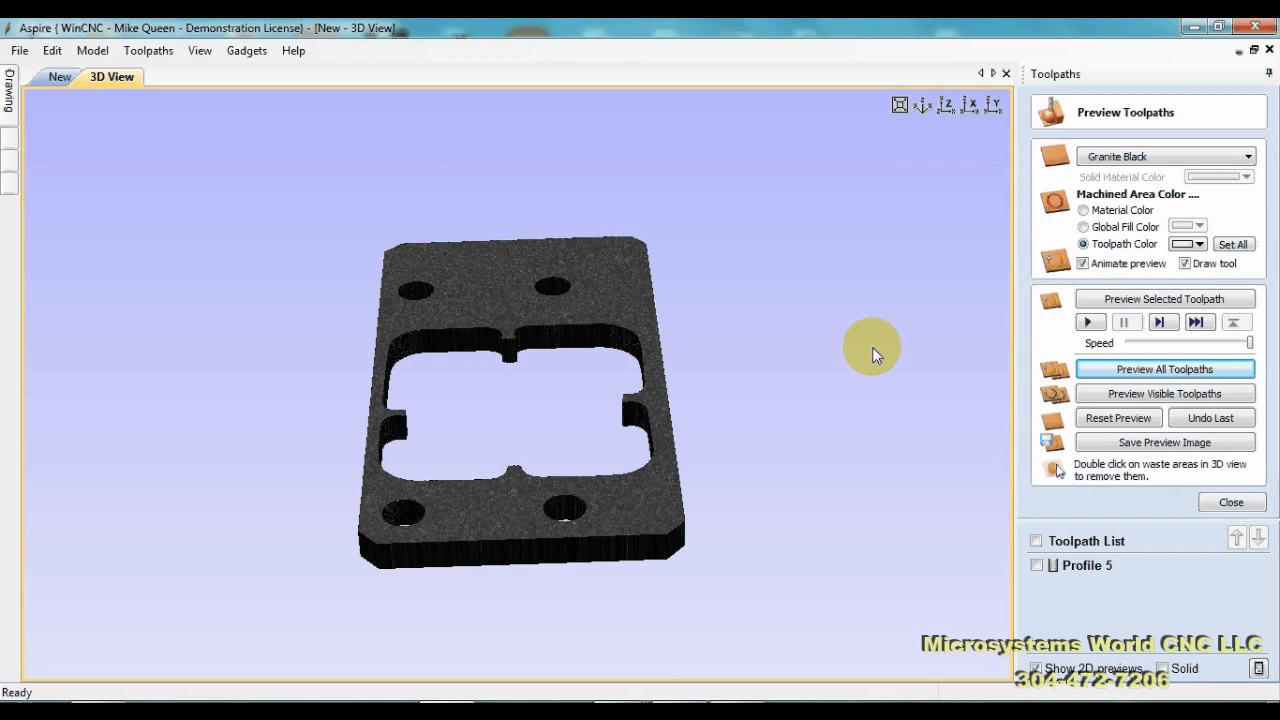 Aspire { WinCNC - Mike Queen - Demonstration License} - [New - 3D View]
File Edit Model Toolpaths View Gadgets Help
Drawing
New 3D View
Toolpaths
Preview Toolpaths
Granite Black
Solid Material Color
Machined Area Color ....
Material Color
Global Fill Color
Toolpath Color Set All
Animate preview Draw tool
Preview Selected Toolpath
Speed
Preview All Toolpaths
Preview Visible Toolpaths
Reset Preview Undo Last
Save Preview Image
Double click on waste areas in 3D view
to remove them.
Close
Toolpath List
Profile 5
Microsystems World CNC LLC
Show 2D previews Solid
304-472-7206
Ready